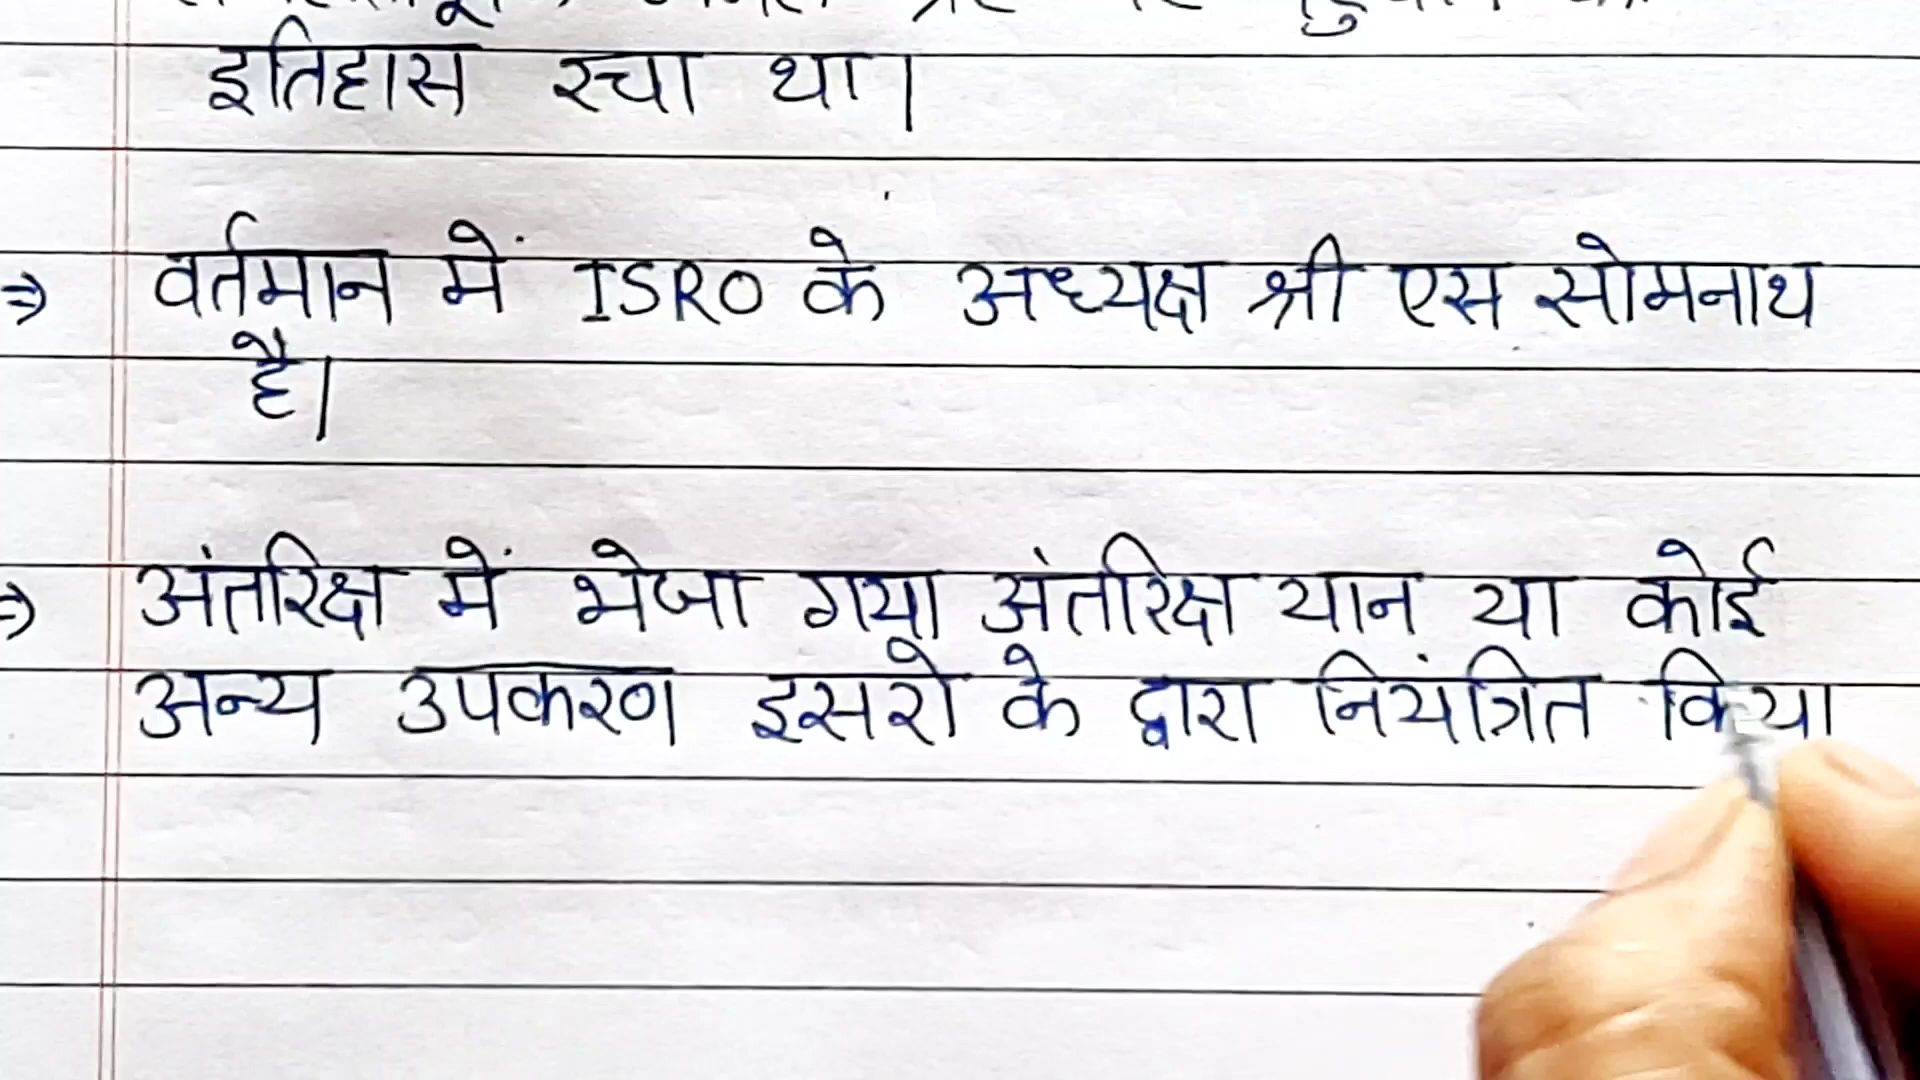 इतिहास रचा था।
⇒ वर्तमान में ISRO के अध्यक्ष श्री एस सोमनाथ
है।
⇒ अंतरिक्ष में भेजा गया अंतरिक्ष यान या कोई
अन्य उपकरण इसरो के द्वारा नियंत्रित किया